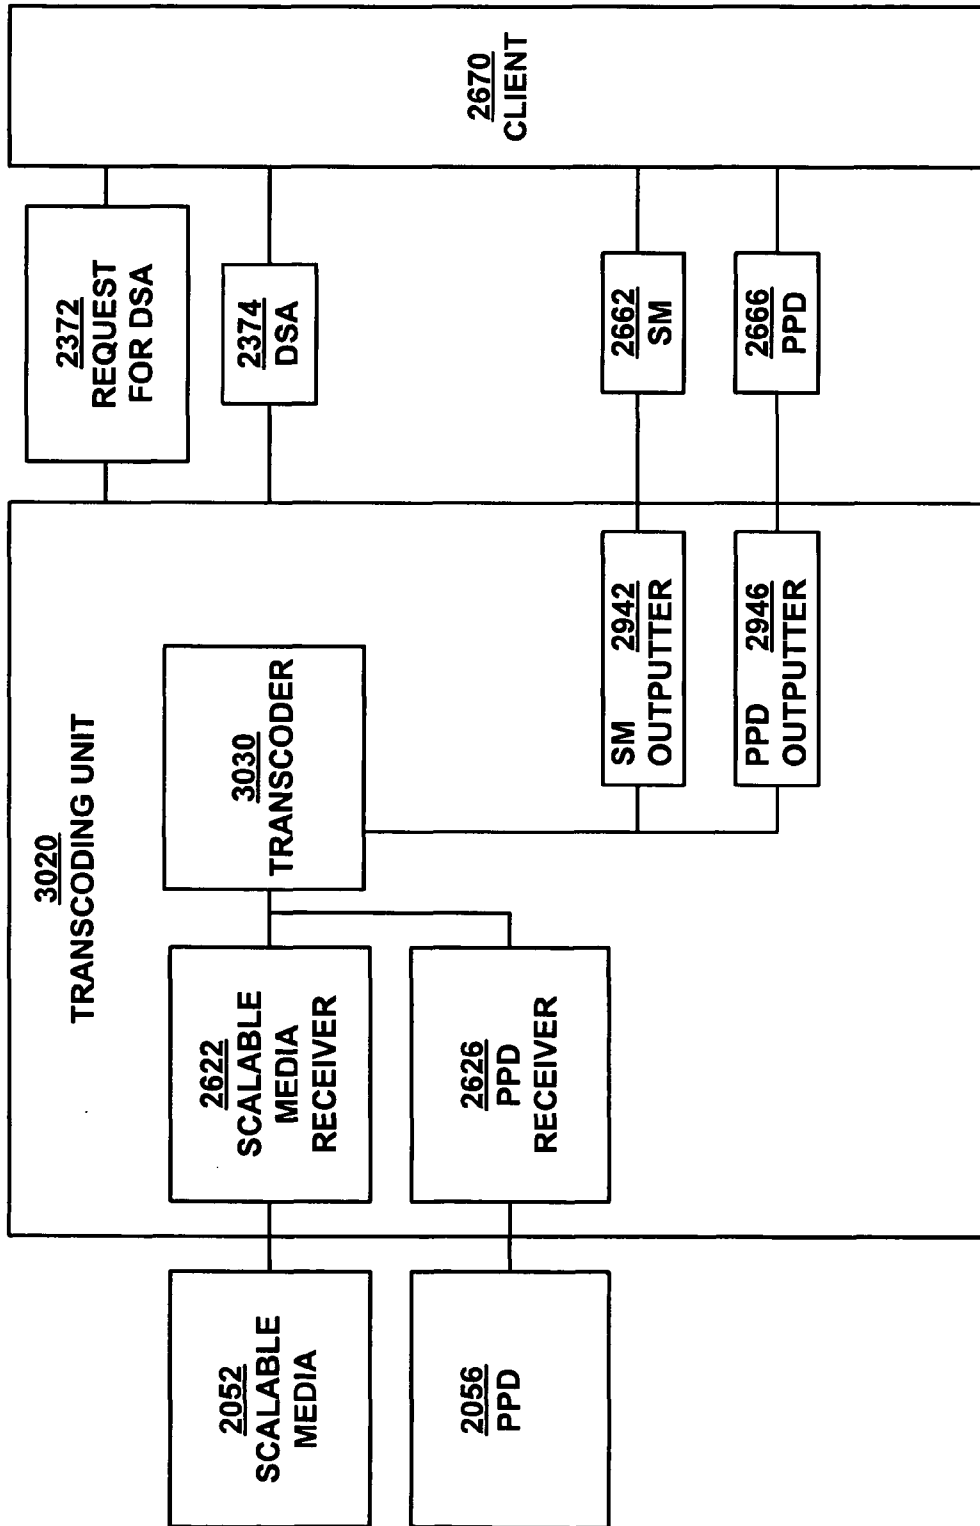 3020
TRANSCODING UNIT
2052
SCALABLE
MEDIA
2622
SCALABLE
MEDIA
RECEIVER
3030
TRANSCODER
2372
REQUEST
FOR DSA
2374
DSA
2670
CLIENT
2056
PPD
2626
PPD
RECEIVER
SM 2942
OUTPUTTER
2662
SM
PPD 2946
OUTPUTTER
2666
PPD